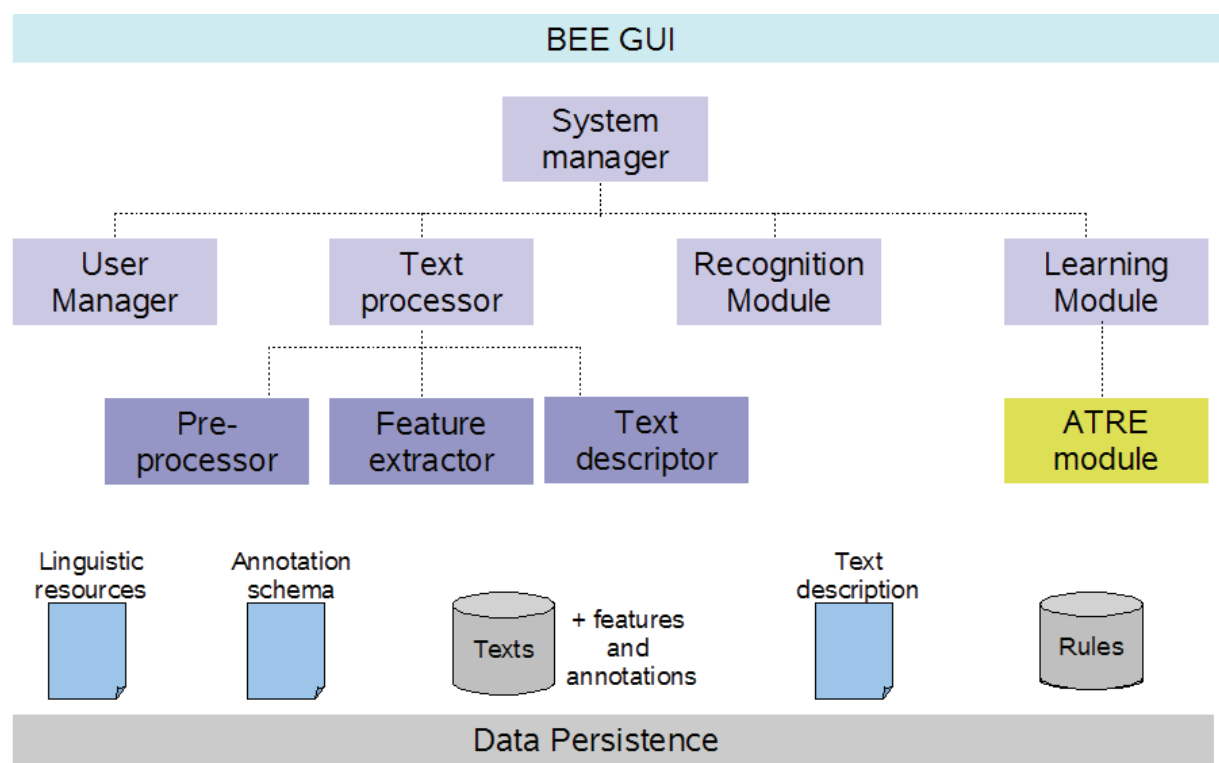 BEE GUI
System
manager
User
Manager
Text
processor
Recognition
Module
Learning
Module
Pre-
processor
Feature
extractor
Text
descriptor
ATRE
module
Linguistic
resources
Annotation
schema
Texts
+ features
and
annotations
Text
description
Rules
Data Persistence